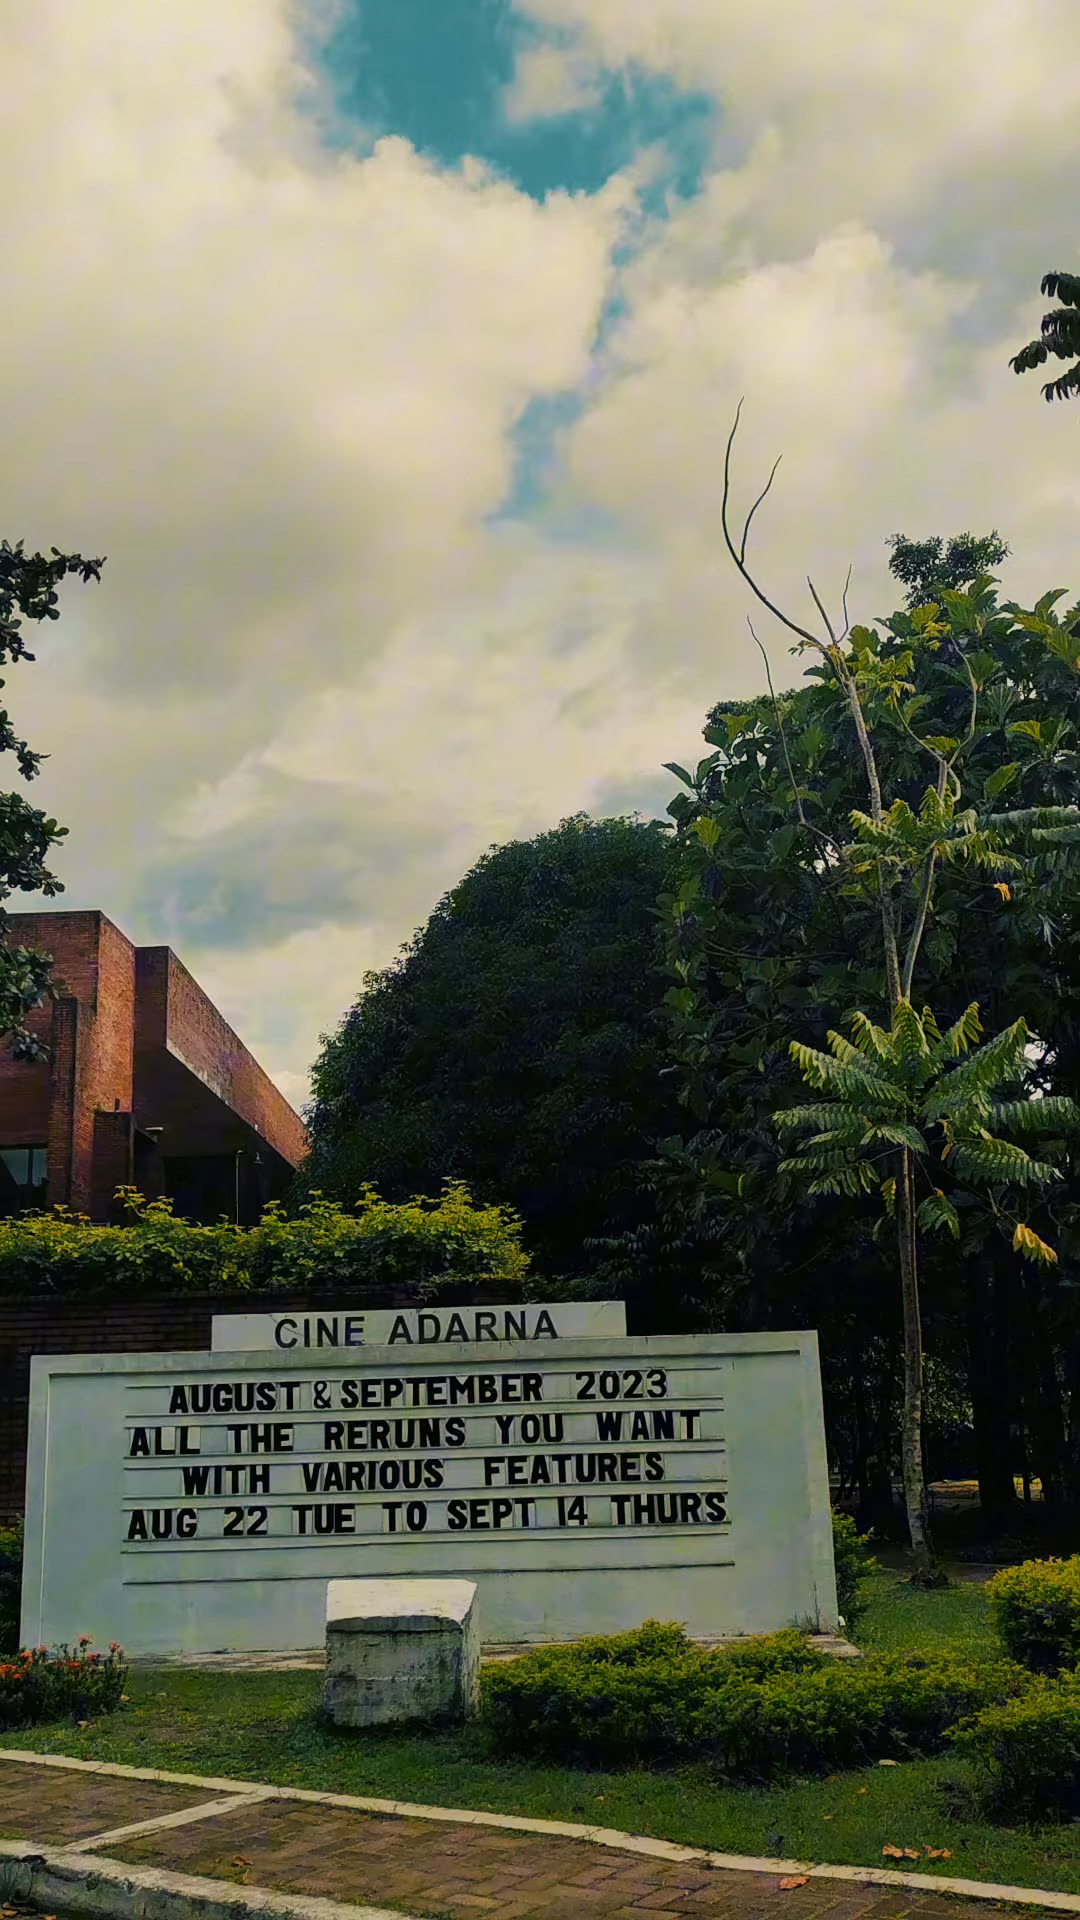 CINE ADARNA
AUGUST & SEPTEMBER 2023
ALL THE RERUNS YOU WANT
WITH VARIOUS FEATURES
AUG 22 TUE TO SEPT 14 THURS